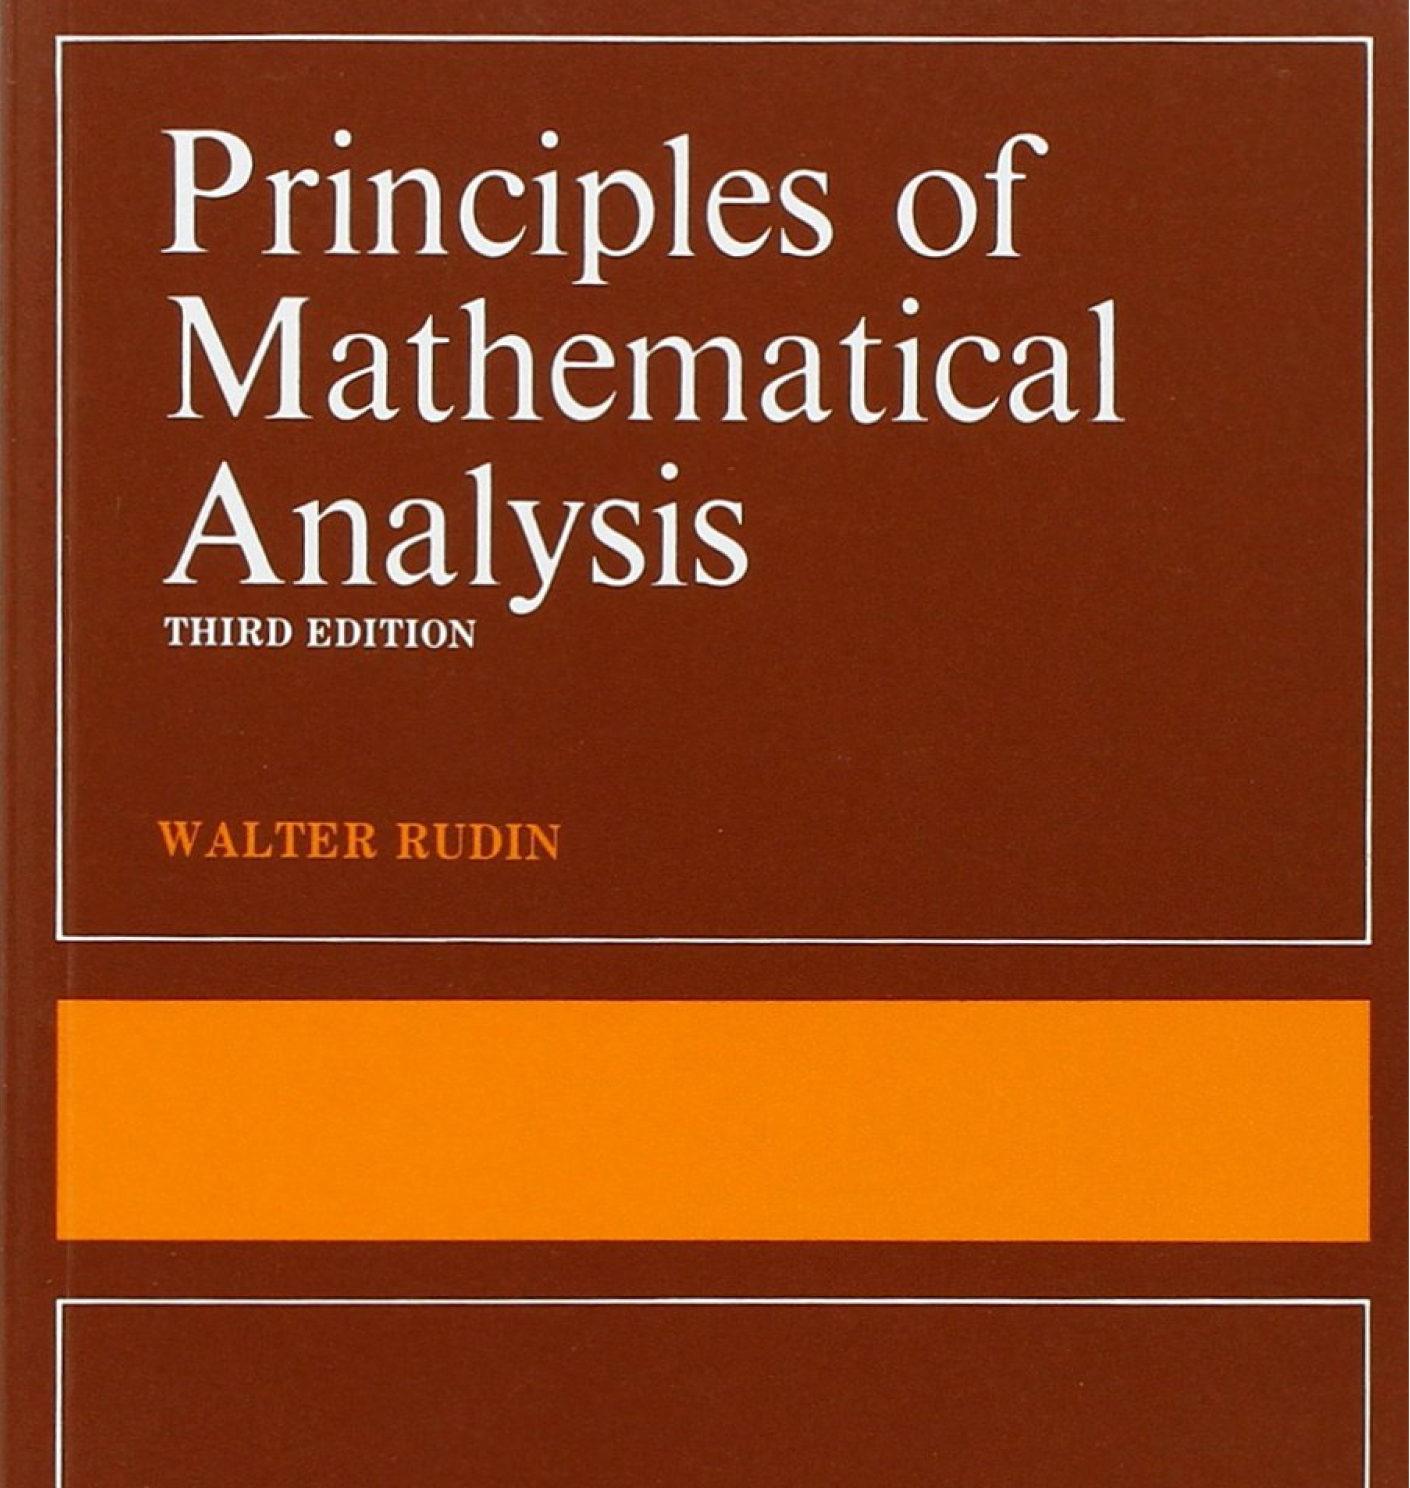 Principles of
Mathematical
Analysis
THIRD EDITION
WALTER RUDIN